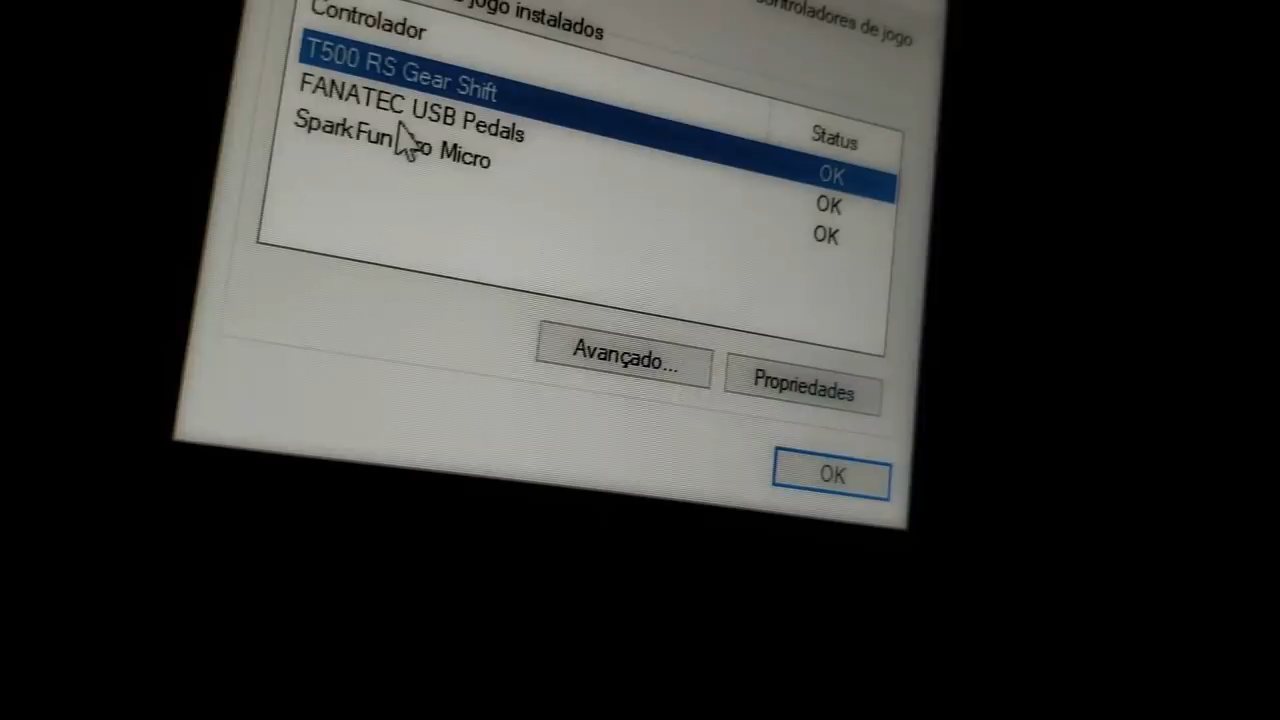 controladores de jogo
jogo instalados
Controlador
Status
T500 RS Gear Shift
OK
FANATEC USB Pedals
OK
SparkFun Micro
OK
Avançado...
Propriedades
OK